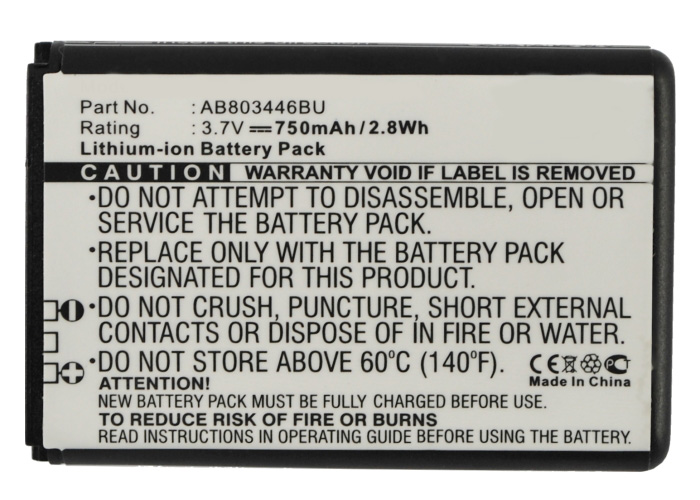 Part No. : AB803446BU
Rating : 3.7V ⎓ 750mAh/2.8Wh
Lithium-ion Battery Pack
CAUTION WARRANTY VOID IF LABEL IS REMOVED
•DO NOT ATTEMPT TO DISASSEMBLE, OPEN OR
SERVICE THE BATTERY PACK.
•REPLACE ONLY WITH THE BATTERY PACK
DESIGNATED FOR THIS EQUIPMENT.
•DO NOT CRUSH, PUNCTURE, SHORT EXTERNAL
CONTACTS OR DISPOSE OF IN FIRE OR WATER.
•DO NOT STORE ABOVE 60°C (140°F).
CE
Made In China
ATTENTION!
NEW BATTERY PACK MUST BE FULLY CHARGED BEFORE USE.
TO REDUCE RISK OF FIRE OR BURNS
READ INSTRUCTIONS IN OPERATING GUIDE BEFORE USE.